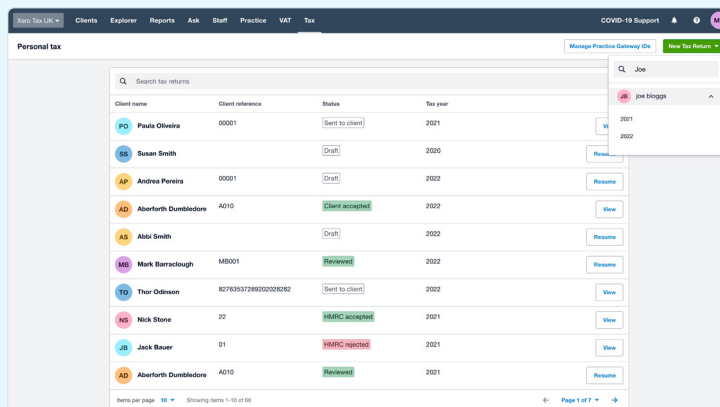 Xero Tax UK Clients Explorer Reports Ask Staff Practice VAT Tax COVID-19 Support ?
Personal tax Manage Practice Gateway IDs New Tax Return
Joe
JB joe bloggs
2021
2022
Search tax returns
Client name Client reference Status Tax year
PO Paula Oliveira 00001 Sent to client 2021
SS Susan Smith Draft 2020
AP Andrea Pereira 00001 Draft 2022 Resume
AD Aberforth Dumbledore A010 Client accepted 2022 View
AS Abbi Smith Draft 2022 Resume
MB Mark Barraclough MB001 Reviewed 2022 Resume
TO Thor Odinson 82763537289202028282 Sent to client 2022 View
NS Nick Stone 22 HMRC accepted 2021 View
JB Jack Bauer 01 HMRC rejected 2021 View
AD Aberforth Dumbledore A010 Reviewed 2021 Resume
Items per page 10 Showing items 1-10 of 68 Page 1 of 7